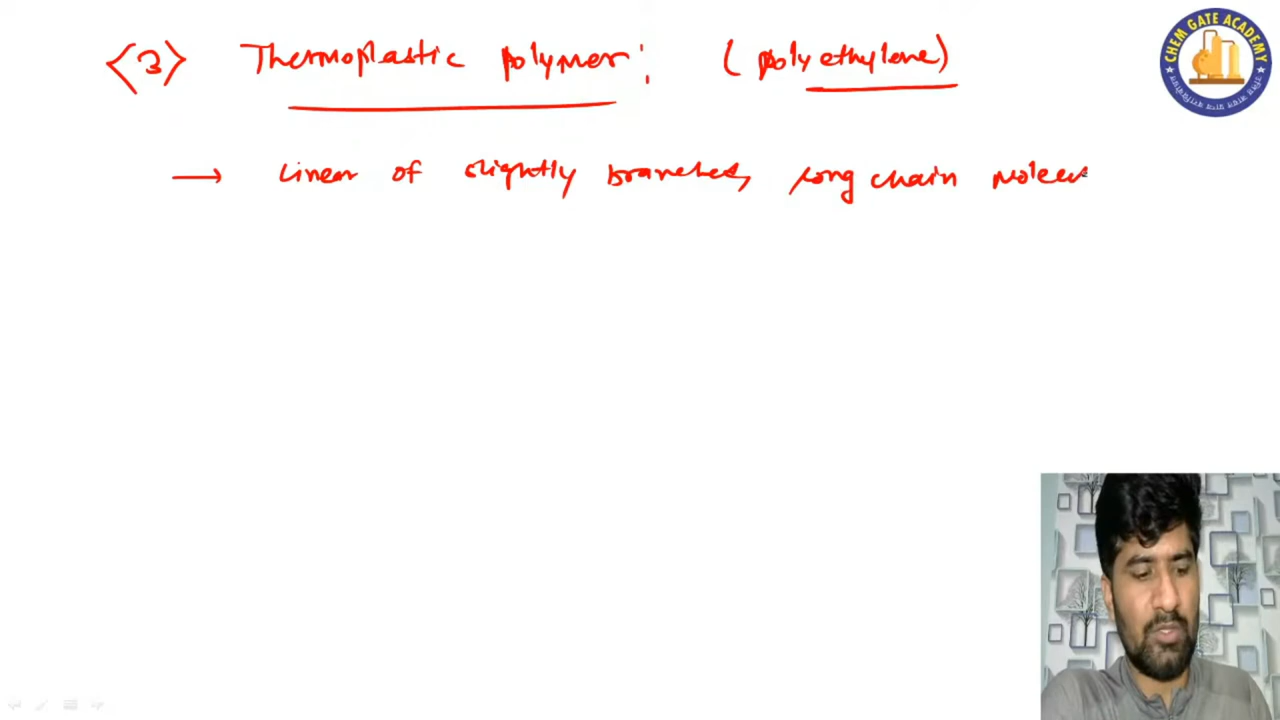 <3> Thermoplastic polymer: (polyethylene)
→ Linear of slightly branched, long chain molecu
CHEM GATE ACADEMY